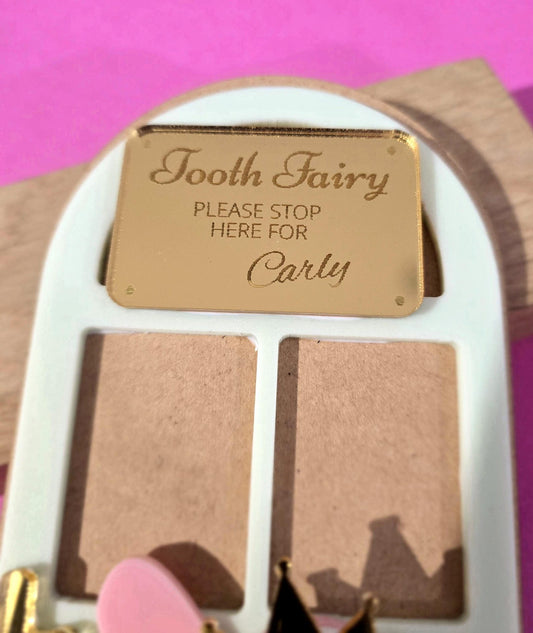 Tooth Fairy
PLEASE STOP
HERE FOR
Carly